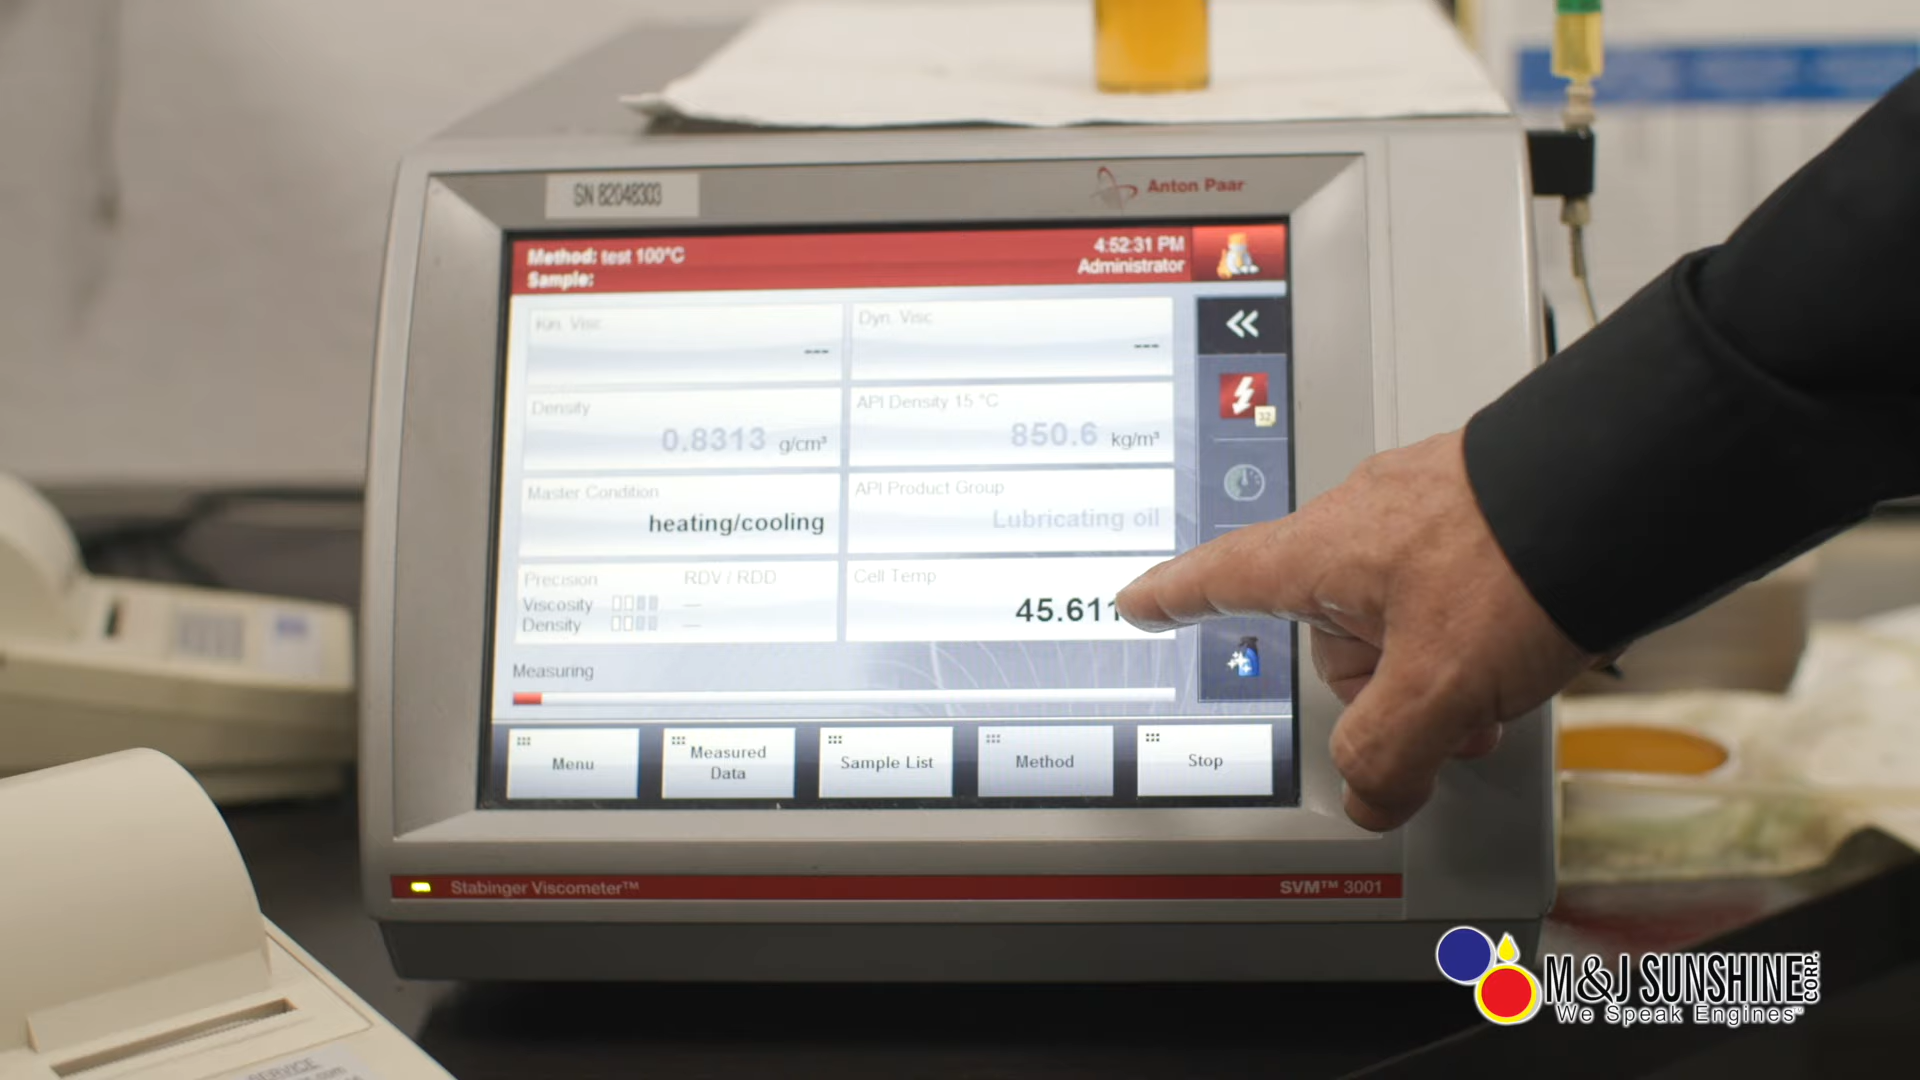 SN 82048303
Anton Paar
Method: test 100°C
Sample:
4:52:31 PM
Administrator
Kin. Visc
---
Dyn. Visc
---
Density
0.8313 g/cm³
API Density 15 °C
850.6 kg/m³
32
Master Condition
heating/cooling
API Product Group
Lubricating oil
Precision RDV / RDD
Viscosity —
Density —
Cell Temp
45.611
Measuring
Menu
Measured
Data
Sample List
Method
Stop
Stabinger Viscometer™
SVM™ 3001
M&J SUNSHINE CORP.
We Speak Engines™
SERVICE